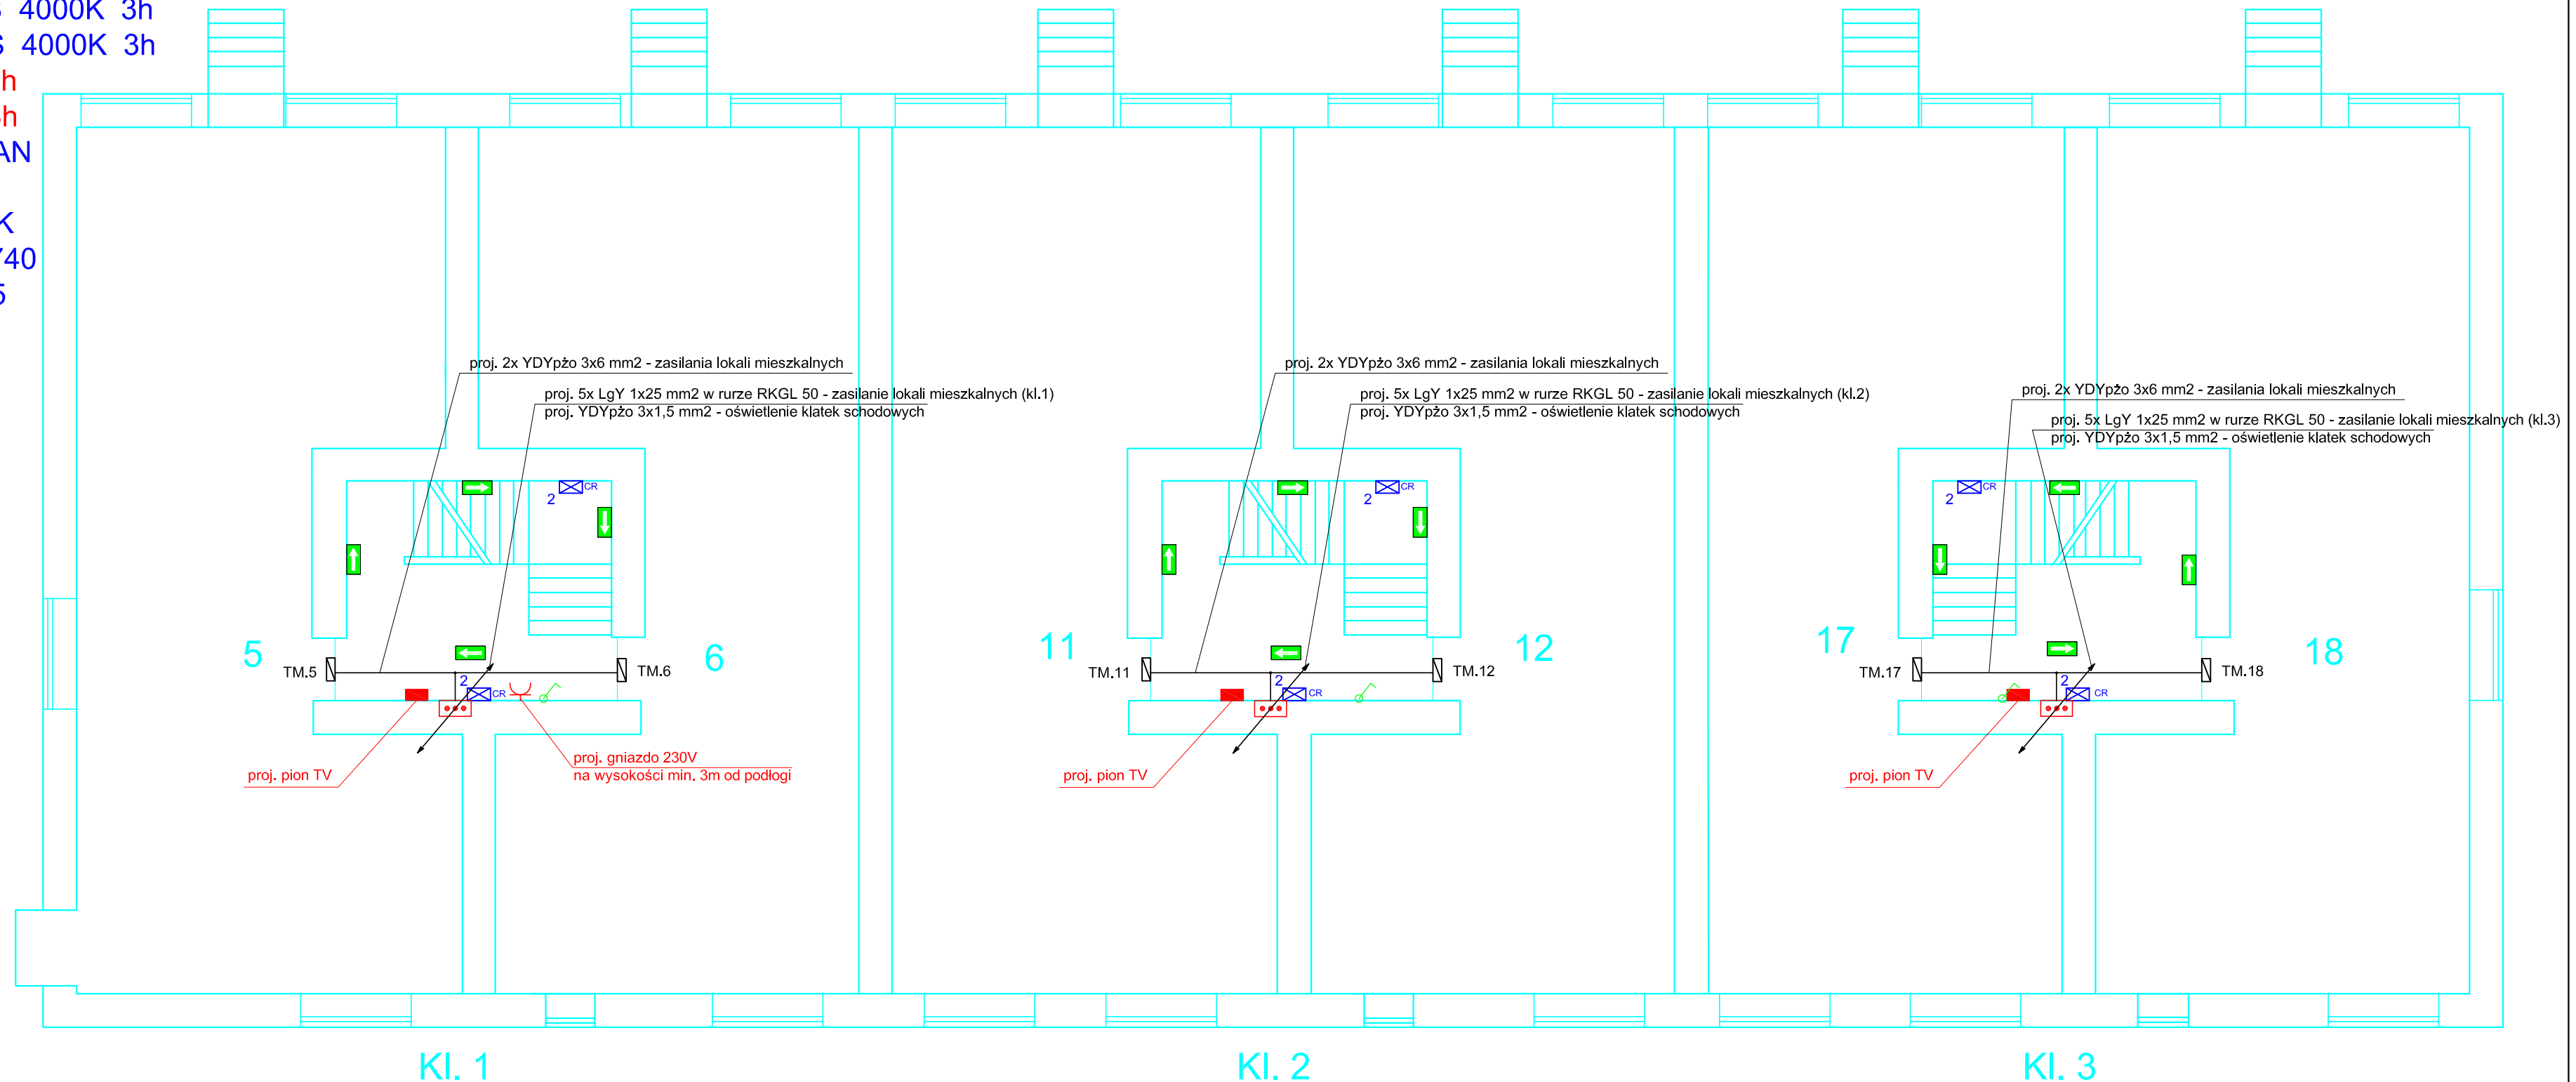 4000K 3h
4000K 3h
proj. 2x YDYpżo 3x6 mm2 - zasilania lokali mieszkalnych
proj. 5x LgY 1x25 mm2 w rurze RKGL 50 - zasilanie lokali mieszkalnych (kl.1)
proj. YDYpżo 3x1,5 mm2 - oświetlenie klatek schodowych
proj. 2x YDYpżo 3x6 mm2 - zasilania lokali mieszkalnych
proj. 5x LgY 1x25 mm2 w rurze RKGL 50 - zasilanie lokali mieszkalnych (kl.2)
proj. YDYpżo 3x1,5 mm2 - oświetlenie klatek schodowych
proj. 2x YDYpżo 3x6 mm2 - zasilania lokali mieszkalnych
proj. 5x LgY 1x25 mm2 w rurze RKGL 50 - zasilanie lokali mieszkalnych (kl.3)
proj. YDYpżo 3x1,5 mm2 - oświetlenie klatek schodowych
2 CR
2 CR
2 CR
5
6
11
12
17
18
TM.5
TM.6
TM.11
TM.12
TM.17
TM.18
2 CR
2 CR
2 CR
proj. pion TV
proj. gniazdo 230V
na wysokości min. 3m od podłogi
proj. pion TV
proj. pion TV
Kl. 1
Kl. 2
Kl. 3